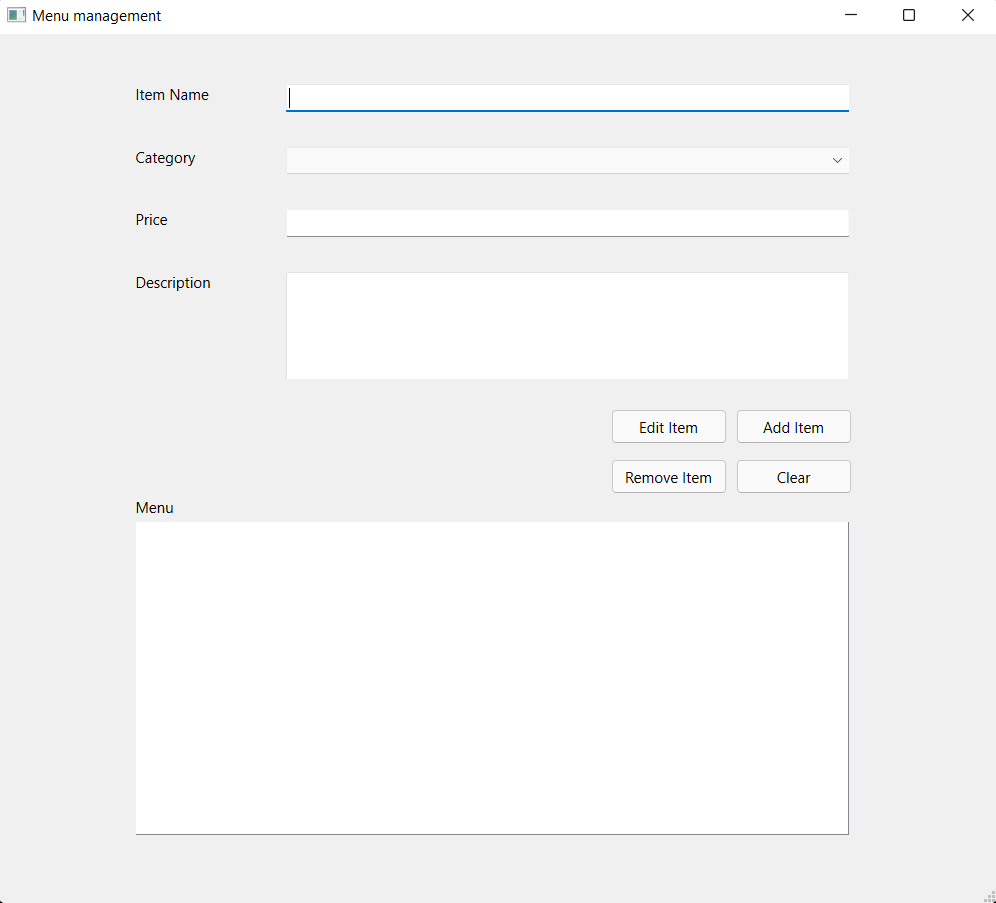 Menu management
Item Name
Category
Price
Description
Edit Item
Add Item
Remove Item
Clear
Menu